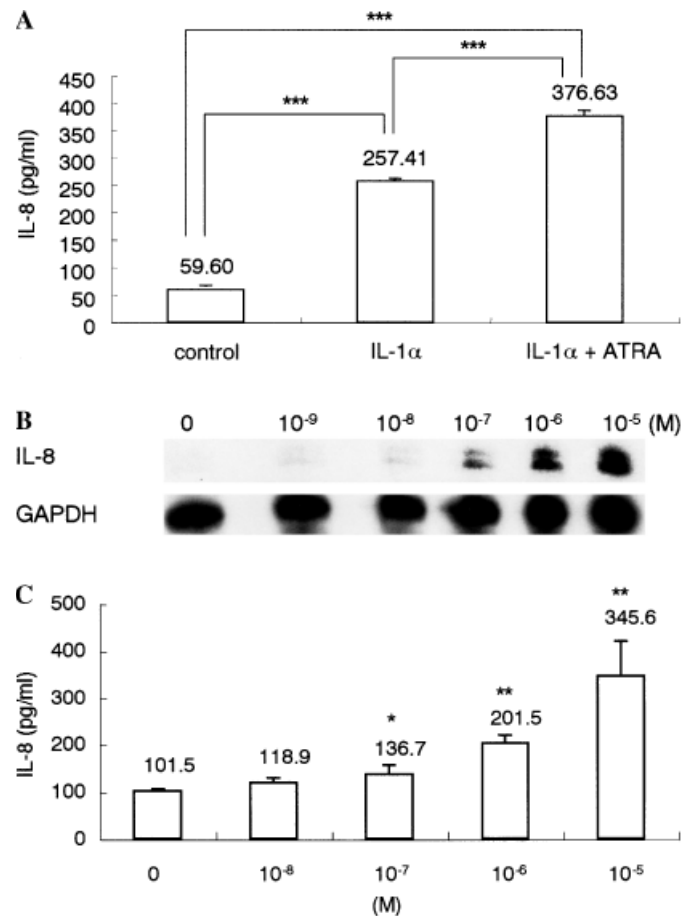 A
***
***
***
450
400
350
300
250
200
150
100
50
0
IL-8 (pg/ml)
59.60
257.41
376.63
control
IL-1α
IL-1α + ATRA
B
0 10⁻⁹ 10⁻⁸ 10⁻⁷ 10⁻⁶ 10⁻⁵ (M)
IL-8
GAPDH
C
500
400
300
200
100
0
IL-8 (pg/ml)
101.5
118.9
*
136.7
**
201.5
**
345.6
0 10⁻⁸ 10⁻⁷ 10⁻⁶ 10⁻⁵
(M)